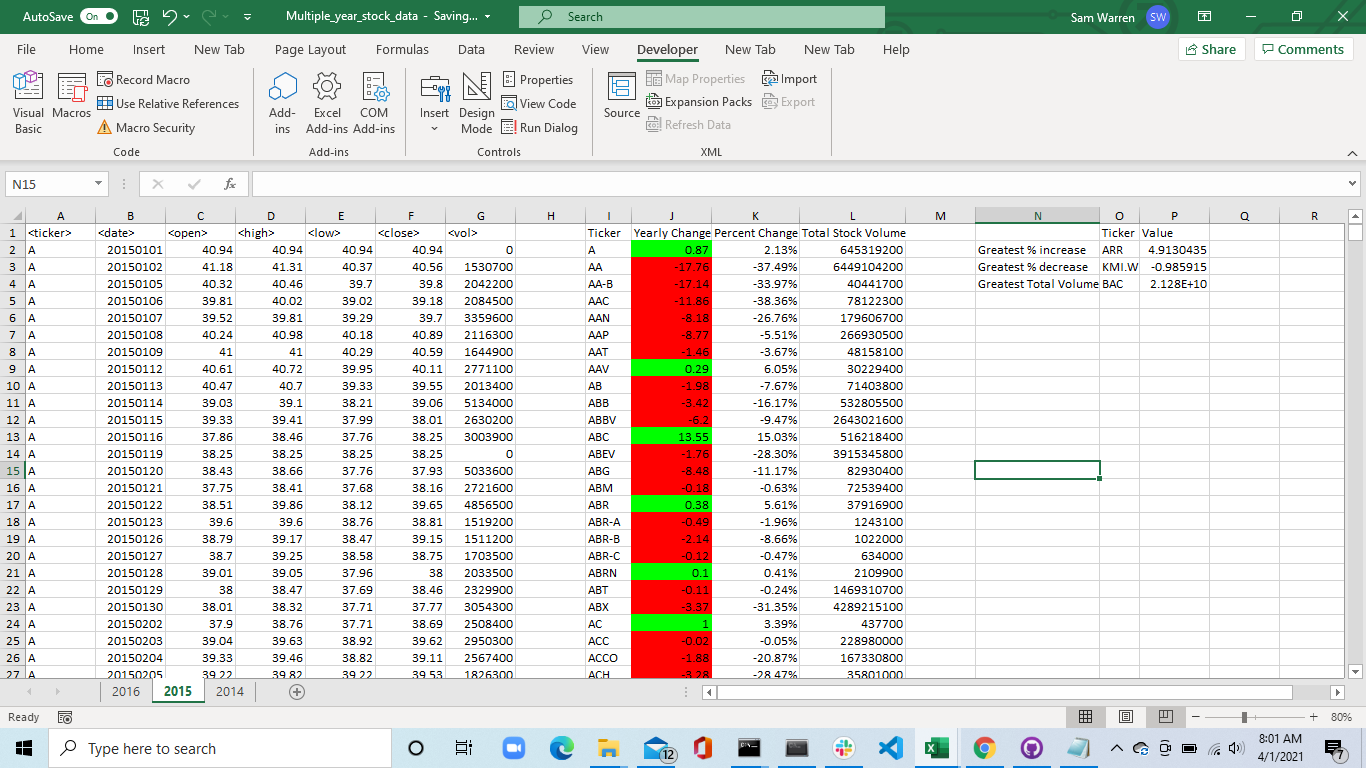 AutoSave On Multiple_year_stock_data - Saving... Search Sam Warren SW
File Home Insert New Tab Page Layout Formulas Data Review View Developer New Tab New Tab Help Share Comments
Visual Basic Macros Record Macro Use Relative References Macro Security Code
Add-ins Excel Add-ins COM Add-ins Add-ins
Insert Design Mode Properties View Code Run Dialog Controls
Source Map Properties Expansion Packs Refresh Data Import Export XML
N15 fx
A B C D E F G H I J K L M N O P Q R
1 <ticker> <date> <open> <high> <low> <close> <vol> Ticker Yearly Change Percent Change Total Stock Volume Ticker Value
2 A 20150101 40.94 40.94 40.94 40.94 0 A 0.87 2.13% 645319200 Greatest % increase ARR 4.9130435
3 A 20150102 41.18 41.31 40.37 40.56 1530700 AA -17.76 -37.49% 6449104200 Greatest % decrease KMI.W -0.985915
4 A 20150105 40.32 40.46 39.7 39.8 2042200 AA-B -17.14 -33.97% 40441700 Greatest Total Volume BAC 2.128E+10
5 A 20150106 39.81 40.02 39.02 39.18 2084500 AAC -11.86 -38.36% 78122300
6 A 20150107 39.52 39.81 39.29 39.7 3359600 AAN -8.18 -26.76% 179606700
7 A 20150108 40.24 40.98 40.18 40.89 2116300 AAP -8.77 -5.51% 266930500
8 A 20150109 41 41 40.29 40.59 1644900 AAT -1.46 -3.67% 48158100
9 A 20150112 40.61 40.72 39.95 40.11 2771100 AAV 0.29 6.05% 30229400
10 A 20150113 40.47 40.7 39.33 39.55 2013400 AB -1.98 -7.67% 71403800
11 A 20150114 39.03 39.1 38.21 39.06 5134000 ABB -3.42 -16.17% 532805500
12 A 20150115 39.33 39.41 37.99 38.01 2630200 ABBV -6.2 -9.47% 2643021600
13 A 20150116 37.86 38.46 37.76 38.25 3003900 ABC 13.55 15.03% 516218400
14 A 20150119 38.25 38.25 38.25 38.25 0 ABEV -1.76 -28.30% 3915345800
15 A 20150120 38.43 38.66 37.76 37.93 5033600 ABG -8.48 -11.17% 82930400
16 A 20150121 37.75 38.41 37.68 38.16 2721600 ABM -0.18 -0.63% 72539400
17 A 20150122 38.51 39.86 38.12 39.65 4856500 ABR 0.38 5.61% 37916900
18 A 20150123 39.6 39.6 38.76 38.81 1519200 ABR-A -0.49 -1.96% 1243100
19 A 20150126 38.79 39.17 38.47 39.15 1511200 ABR-B -2.14 -8.66% 1022000
20 A 20150127 38.7 39.25 38.58 38.75 1703500 ABR-C -0.12 -0.47% 634000
21 A 20150128 39.01 39.05 37.96 38 2033500 ABRN 0.1 0.41% 2109900
22 A 20150129 38 38.47 37.69 38.46 2329900 ABT -0.11 -0.24% 1469310700
23 A 20150130 38.01 38.32 37.71 37.77 3054300 ABX -3.37 -31.35% 4289215100
24 A 20150202 37.9 38.76 37.71 38.69 2508400 AC 1 3.39% 437700
25 A 20150203 39.04 39.63 38.92 39.62 2950300 ACC -0.02 -0.05% 228980000
26 A 20150204 39.33 39.46 38.82 39.11 2567400 ACCO -1.88 -20.87% 167330800
27 A 20150205 39.22 39.82 39.22 39.53 1826300 ACH -3.28 -28.47% 35801000
2016 2015 2014
Ready 80%
Type here to search 12 8:01 AM
4/1/2021 7